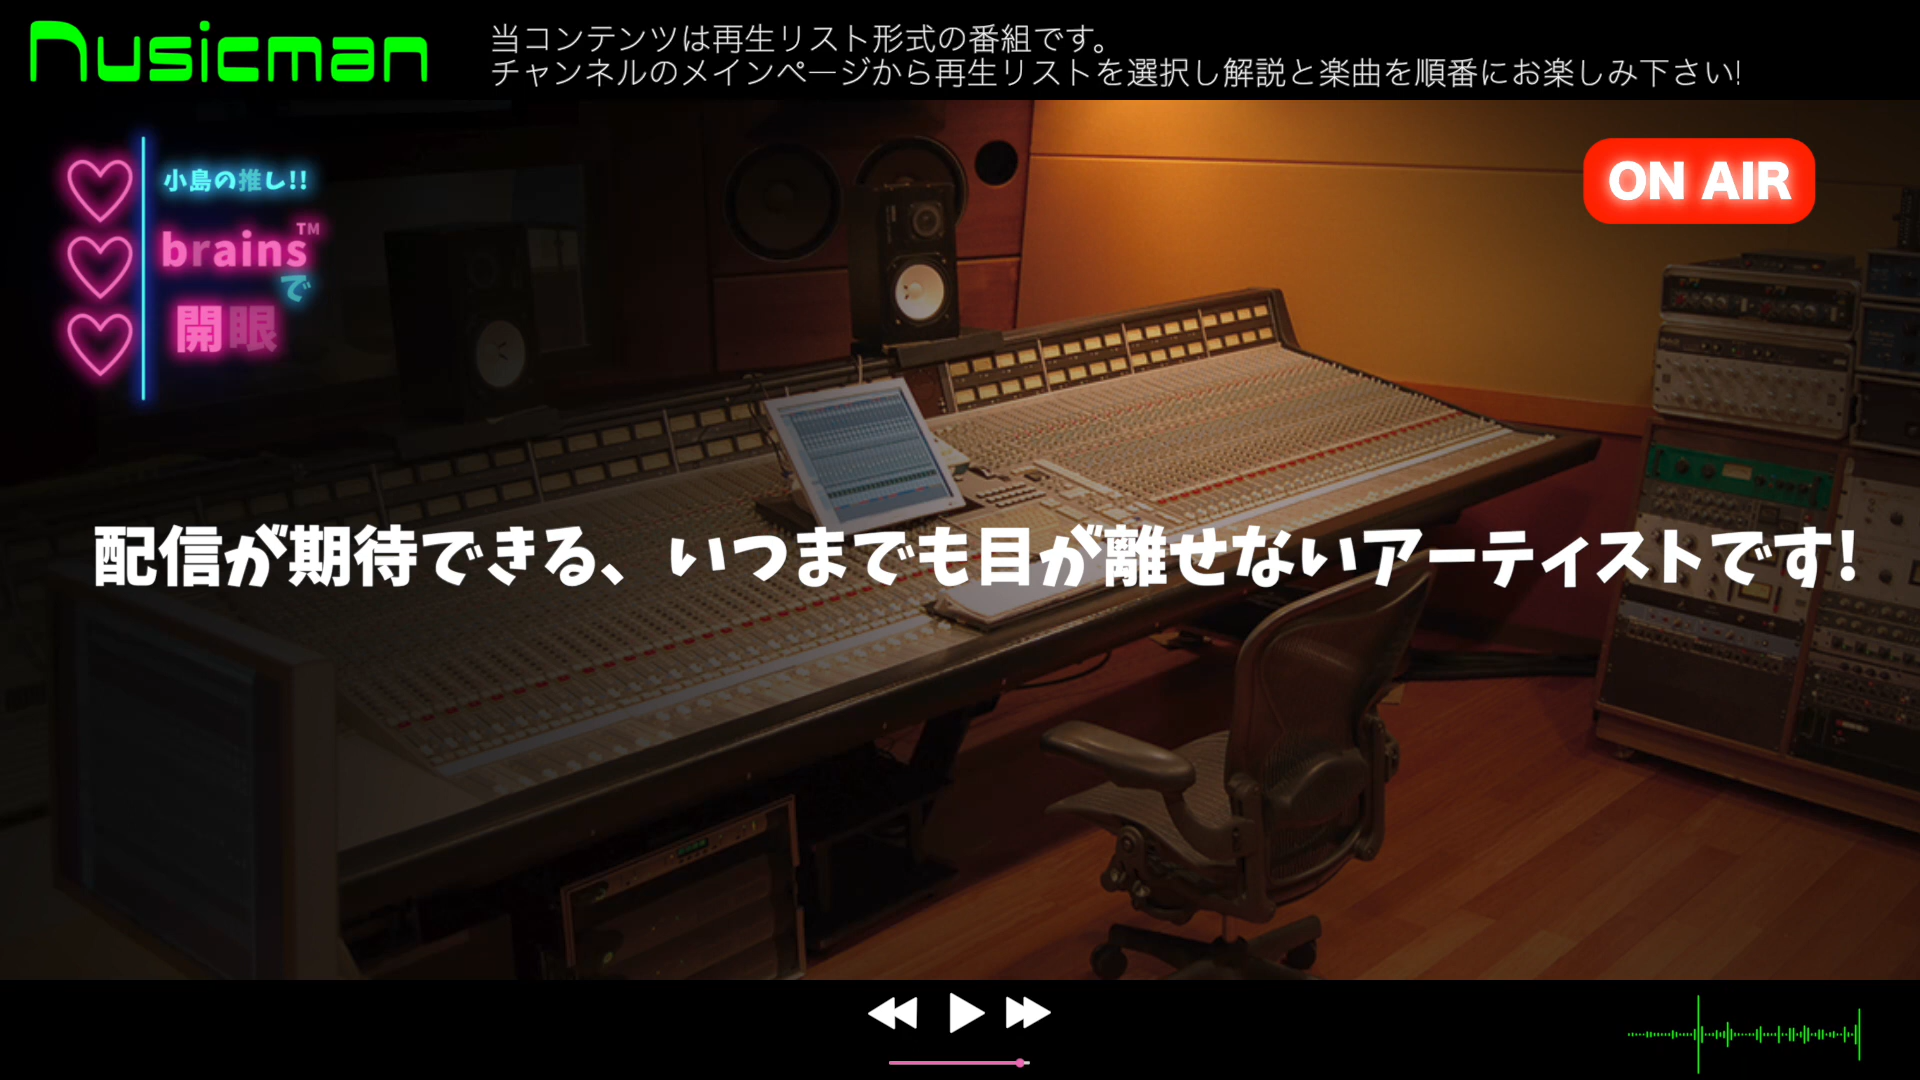 Musicman
当コンテンツは再生リスト形式の番組です。
チャンネルのメインページから再生リストを選択し解説と楽曲を順番にお楽しみ下さい!
小島の推し!!
brains™
で
開眼
ON AIR
配信が期待できる、いつまでも目が離せないアーティストです!